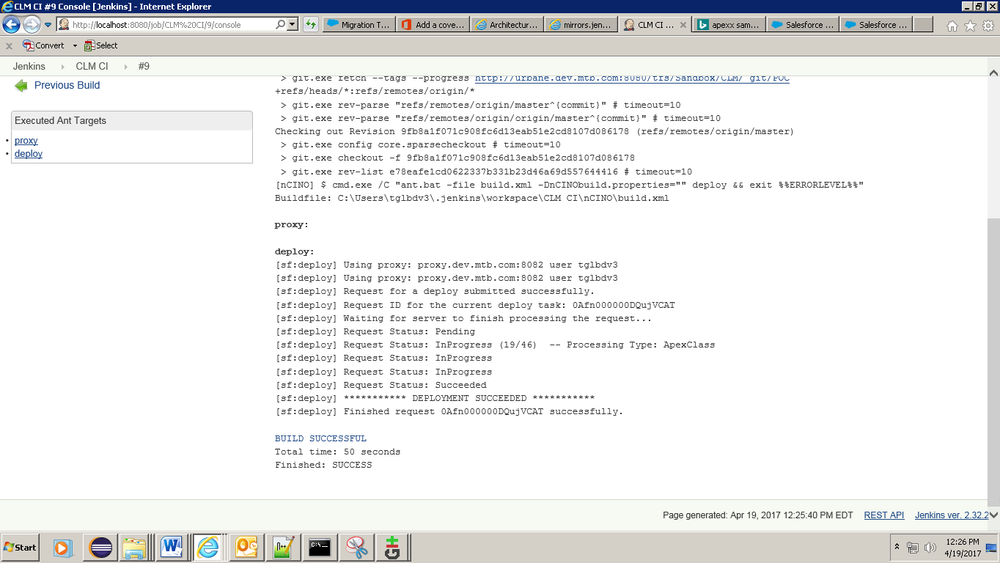 CLM CI #9 Console [Jenkins] - Internet Explorer
http://localhost:8080/job/CLM%20CI/9/console
Migration T...
Add a cove...
Architectur...
mirrors.jen...
CLM CI ...
apexx sam...
Salesforce ...
Salesforce ...
x Convert Select
Jenkins CLM CI #9
Previous Build
Executed Ant Targets
• proxy
• deploy
> git.exe fetch --tags --progress http://urbane.dev.mtb.com:8080/tfs/Sandbox/CLM/_git/POC
+refs/heads/*:refs/remotes/origin/*
> git.exe rev-parse "refs/remotes/origin/master^{commit}" # timeout=10
> git.exe rev-parse "refs/remotes/origin/origin/master^{commit}" # timeout=10
Checking out Revision 9fb8a1f071c908fc6d13eab51e2cd8107d086178 (refs/remotes/origin/master)
> git.exe config core.sparsecheckout # timeout=10
> git.exe checkout -f 9fb8a1f071c908fc6d13eab51e2cd8107d086178
> git.exe rev-list e78eafe1cd0622337b331b23d46a69d557644416 # timeout=10
[nCINO] $ cmd.exe /C "ant.bat -file build.xml -DnCINObuild.properties="" deploy && exit %%ERRORLEVEL%%"
Buildfile: C:\Users\tglbdv3\.jenkins\workspace\CLM CI\nCINO\build.xml
proxy:
deploy:
[sf:deploy] Using proxy: proxy.dev.mtb.com:8082 user tglbdv3
[sf:deploy] Using proxy: proxy.dev.mtb.com:8082 user tglbdv3
[sf:deploy] Request for a deploy submitted successfully.
[sf:deploy] Request ID for the current deploy task: 0Afn000000DQujVCAT
[sf:deploy] Waiting for server to finish processing the request...
[sf:deploy] Request Status: Pending
[sf:deploy] Request Status: InProgress (19/46)  -- Processing Type: ApexClass
[sf:deploy] Request Status: InProgress
[sf:deploy] Request Status: InProgress
[sf:deploy] Request Status: Succeeded
[sf:deploy] *********** DEPLOYMENT SUCCEEDED ***********
[sf:deploy] Finished request 0Afn000000DQujVCAT successfully.
BUILD SUCCESSFUL
Total time: 50 seconds
Finished: SUCCESS
Page generated: Apr 19, 2017 12:25:40 PM EDT REST API Jenkins ver. 2.32.2
Start
12:26 PM
4/19/2017